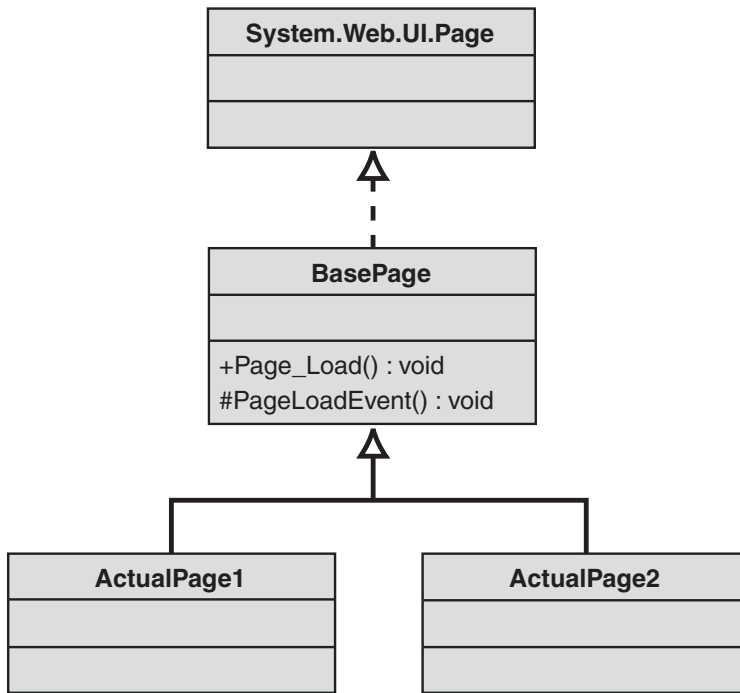 System.Web.UI.Page
BasePage
+Page_Load() : void
#PageLoadEvent() : void
ActualPage1
ActualPage2